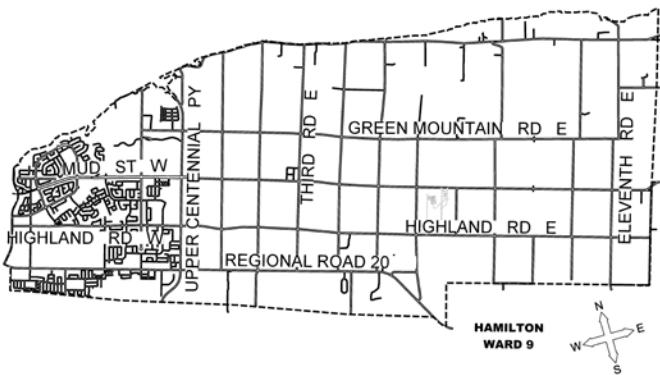 GREEN MOUNTAIN RD E
MUD ST W
UPPER CENTENNIAL PY
THIRD RD E
ELEVENTH RD E
HIGHLAND RD W
HIGHLAND RD E
REGIONAL ROAD 20
HAMILTON
WARD 9
N
W
E
S